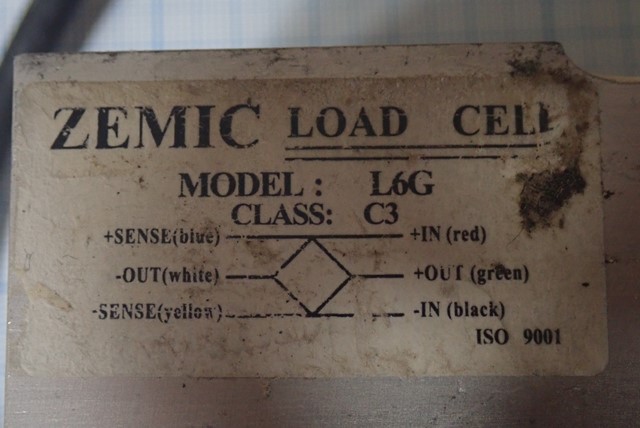 ZEMIC LOAD CELL
MODEL : L6G
CLASS: C3
+SENSE(blue) +IN (red)
-OUT(white) +OUT (green)
-SENSE(yellow) -IN (black)
ISO 9001